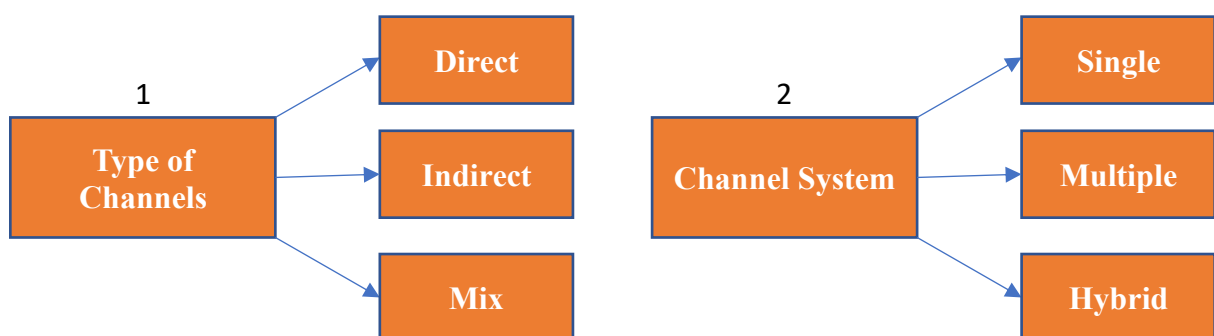 1
Type of
Channels
Direct
Indirect
Mix
2
Channel System
Single
Multiple
Hybrid